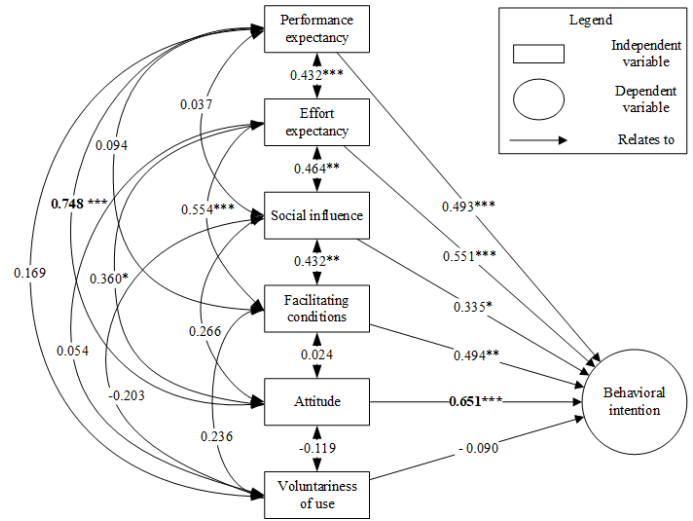 Performance
expectancy
Legend
Independent
variable
Dependent
variable
Relates to
0.432***
0.037
Effort
expectancy
0.094
0.464**
0.748 ***
0.554***
Social influence
0.493***
0.551***
0.169
0.360*
0.432**
0.335*
Facilitating
conditions
0.266
0.494**
0.054
0.024
-0.203
Attitude
0.651***
Behavioral
intention
0.236
-0.119
- 0.090
Voluntariness
of use